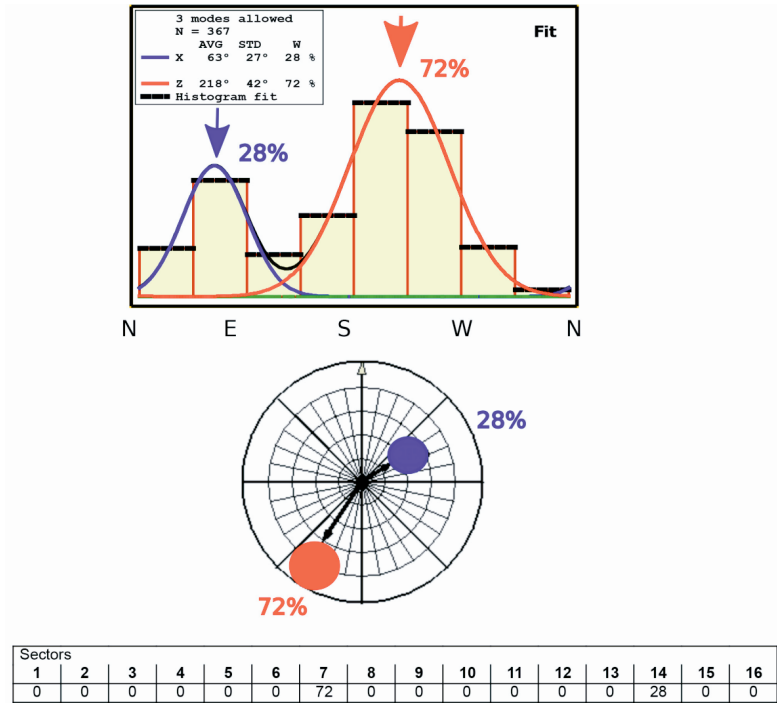 3 modes allowed
N = 367
AVG STD W
X 63° 27° 28 %
Z 218° 42° 72 %
Histogram fit
Fit
72%
28%
N E S W N
28%
72%
Sectors
1 2 3 4 5 6 7 8 9 10 11 12 13 14 15 16
0 0 0 0 0 0 72 0 0 0 0 0 0 28 0 0